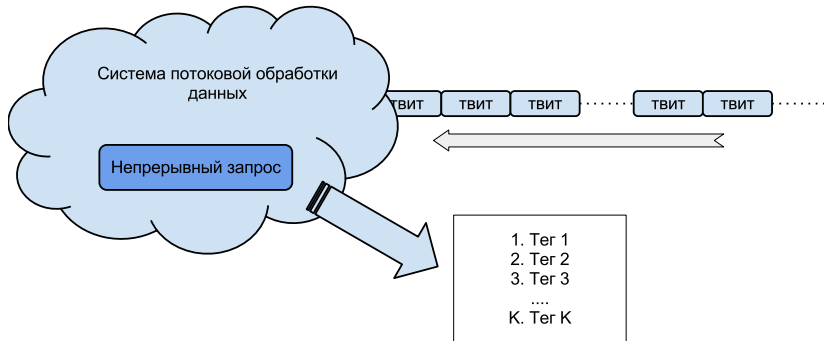 Система потоковой обработки
данных
твит твит твит твит твит
Непрерывный запрос
1. Тег 1
2. Тег 2
3. Тег 3
....
K. Тег K